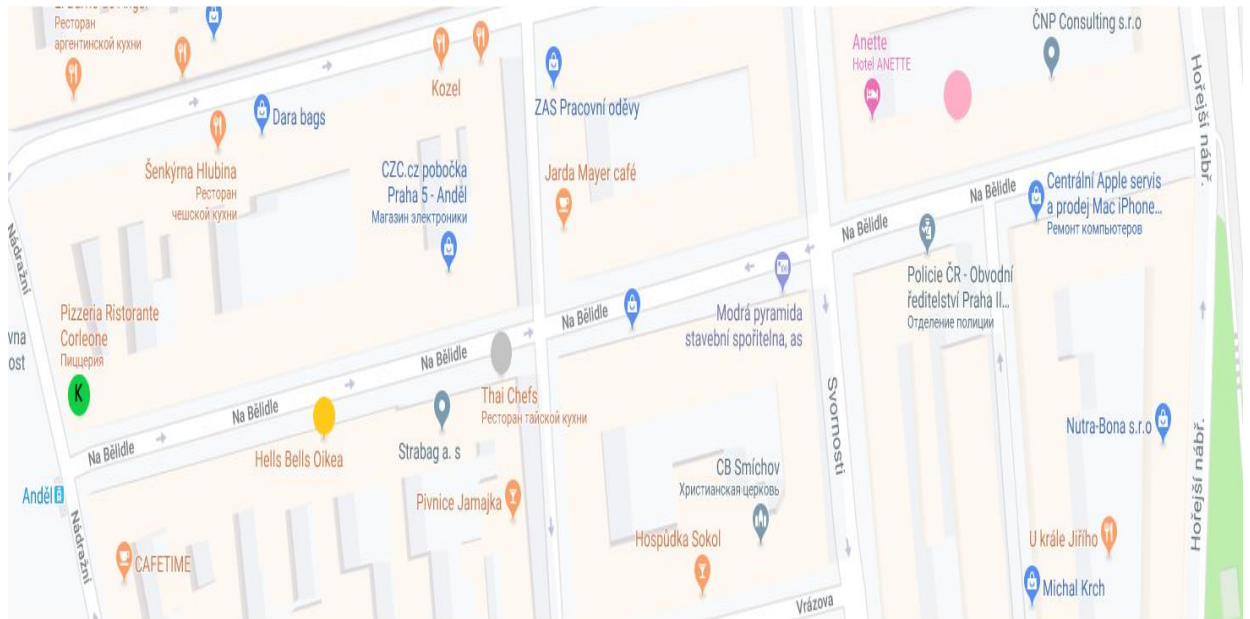 Ресторан
аргентинской кухни
Kozel
Dara bags
ZAS Pracovní oděvy
Anette
Hotel ANETTE
ČNP Consulting s.r.o
Hořejší nábř.
Šenkýrna Hlubina
Ресторан
чешской кухни
CZC.cz pobočka
Praha 5 - Anděl
Магазин электроники
Jarda Mayer café
Centrální Apple servis
a prodej Mac iPhone...
Ремонт компьютеров
Na Bělidle
Na Bělidle
Nádražní
Policie ČR - Obvodní
ředitelství Praha II...
Отделение полиции
Pizzeria Ristorante
Corleone
Пиццерия
vna
ost
K
Na Bělidle
Modrá pyramida
stavební spořitelna, as
Na Bělidle
Na Bělidle
Na Bělidle
Thai Chefs
Ресторан тайской кухни
Hells Bells Oikea
Strabag a. s
Svornosti
Nutra-Bona s.r.o
Anděl
Nádražní
Pivnice Jamajka
CB Smíchov
Христианская церковь
Hořejší nábř.
CAFETIME
Hospůdka Sokol
U krále Jiřího
Michal Krch
Vrázova